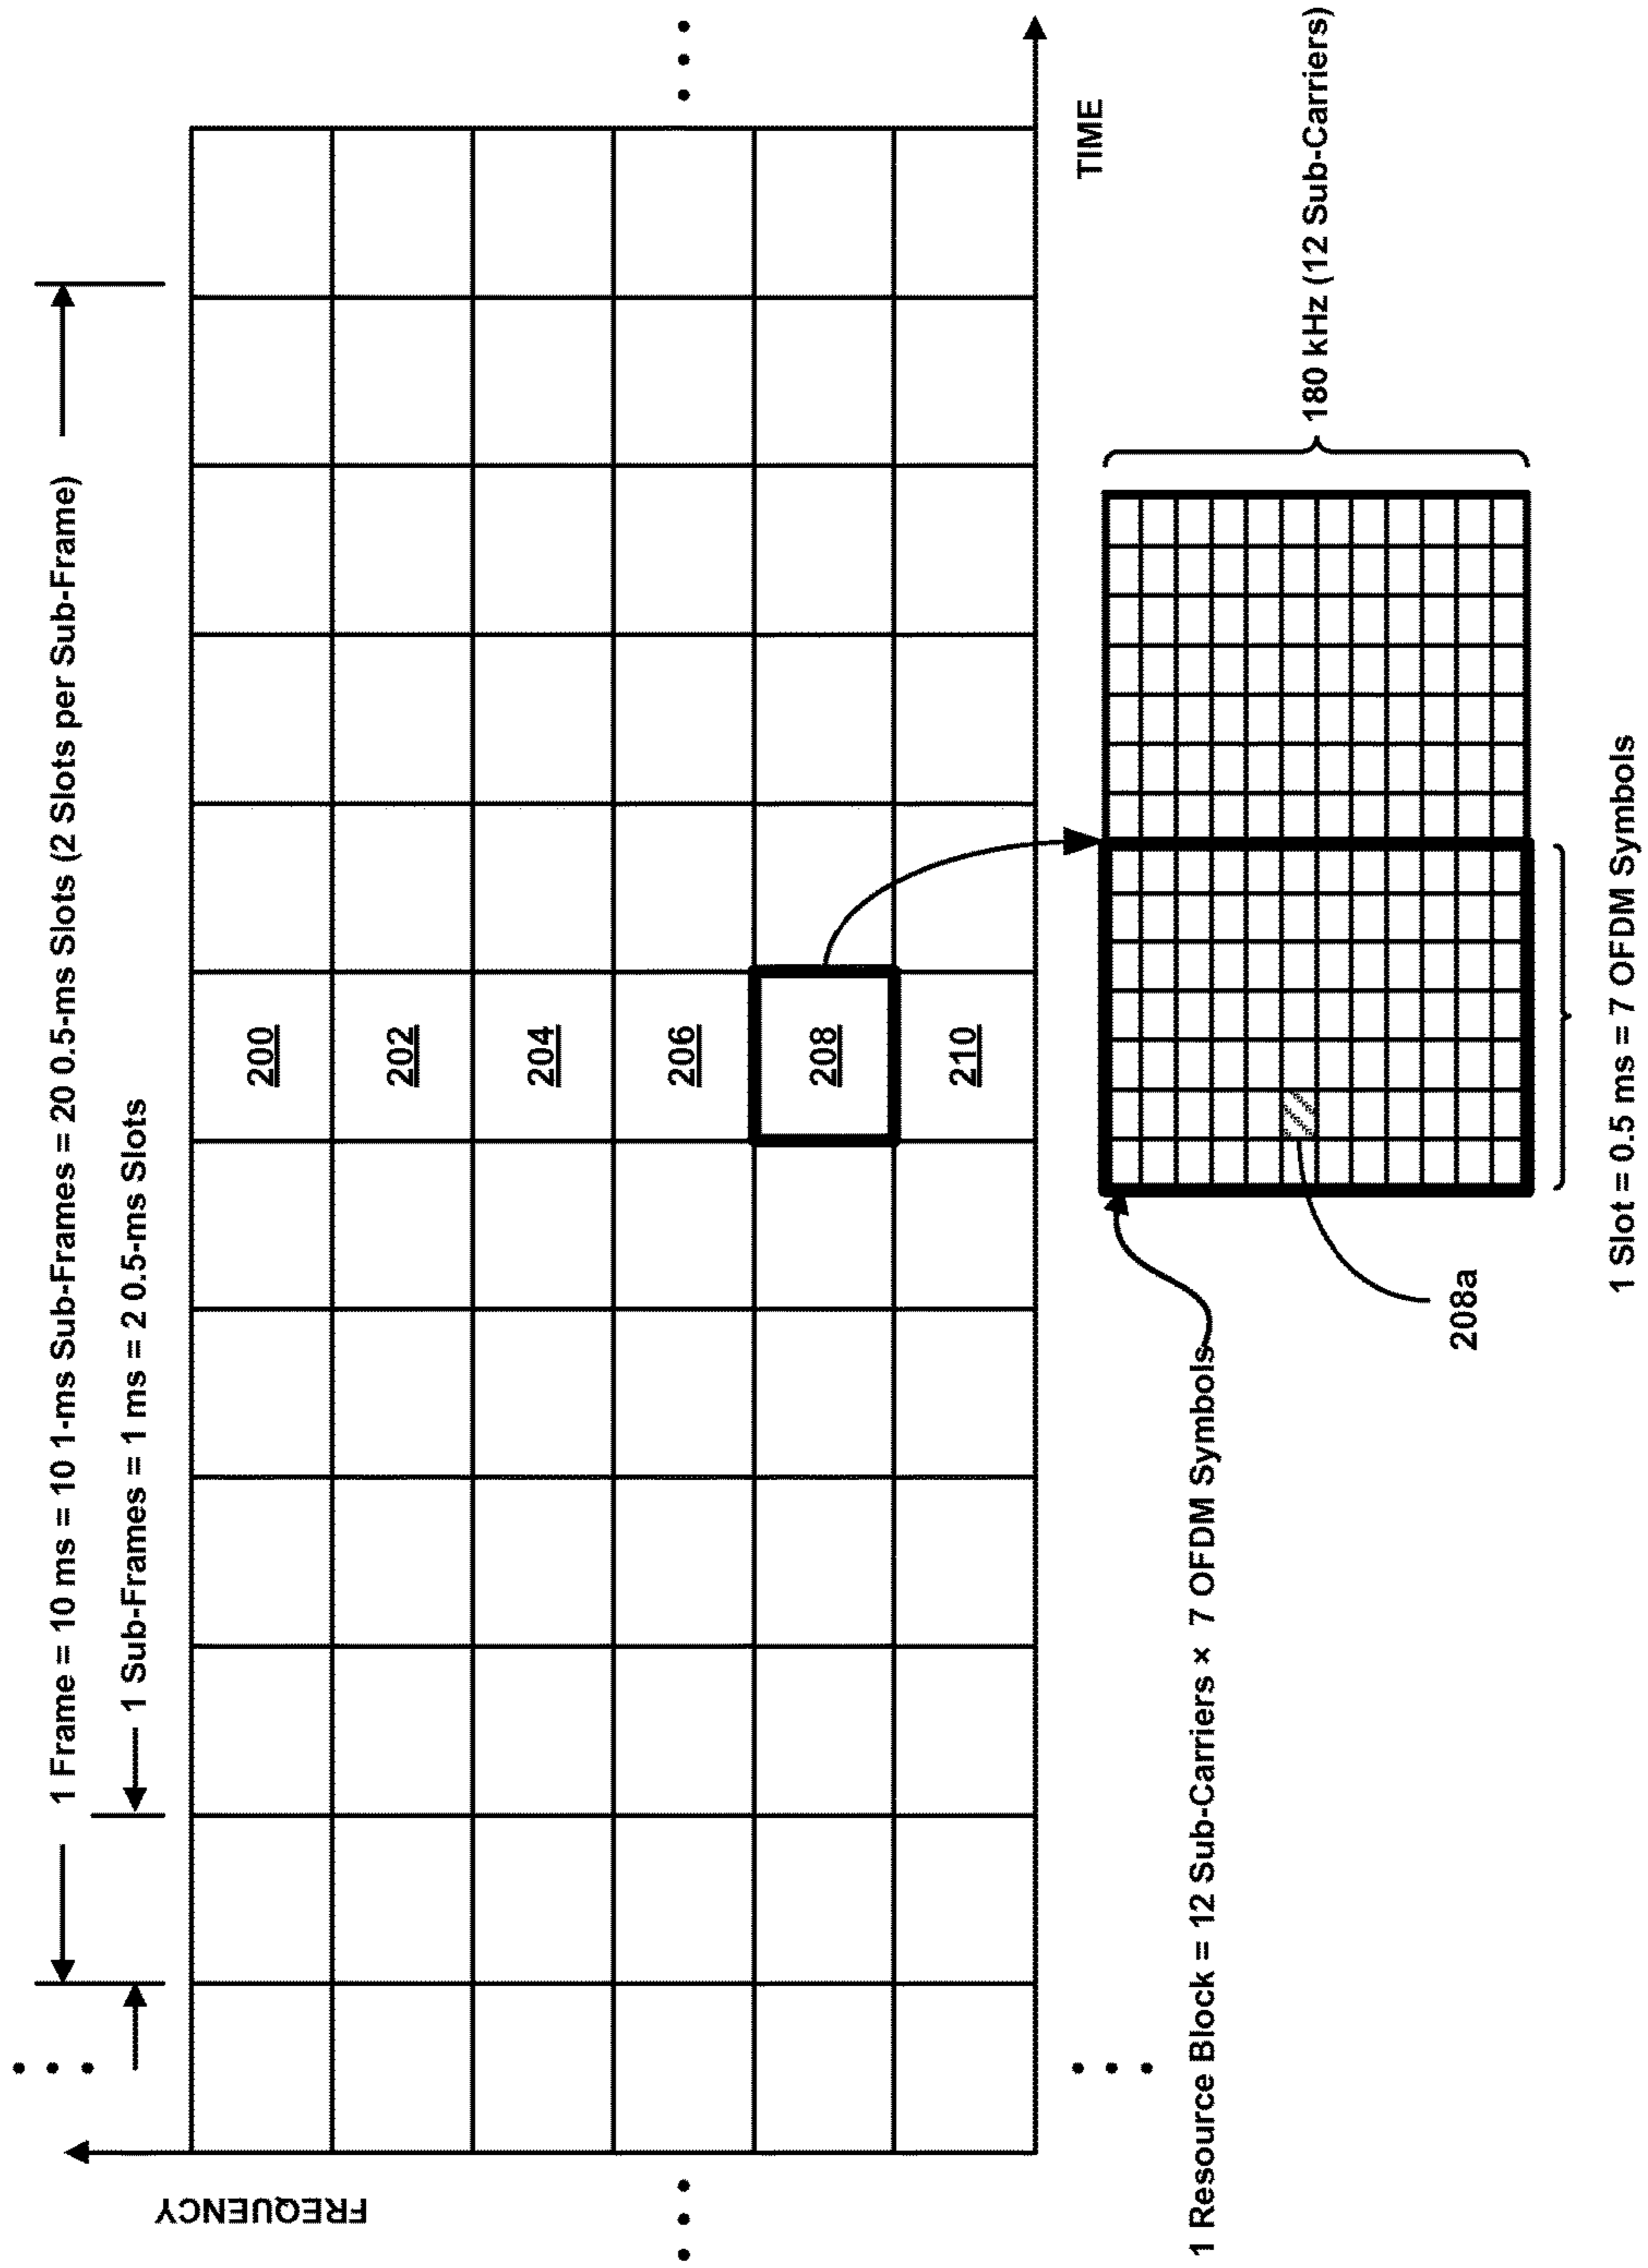 1 Frame = 10 ms = 10 1-ms Sub-Frames = 20 0.5-ms Slots (2 Slots per Sub-Frame)
1 Sub-Frames = 1 ms = 2 0.5-ms Slots
FREQUENCY
200
202
204
206
208
210
TIME
1 Resource Block = 12 Sub-Carriers × 7 OFDM Symbols
180 kHz (12 Sub-Carriers)
208a
1 Slot = 0.5 ms = 7 OFDM Symbols